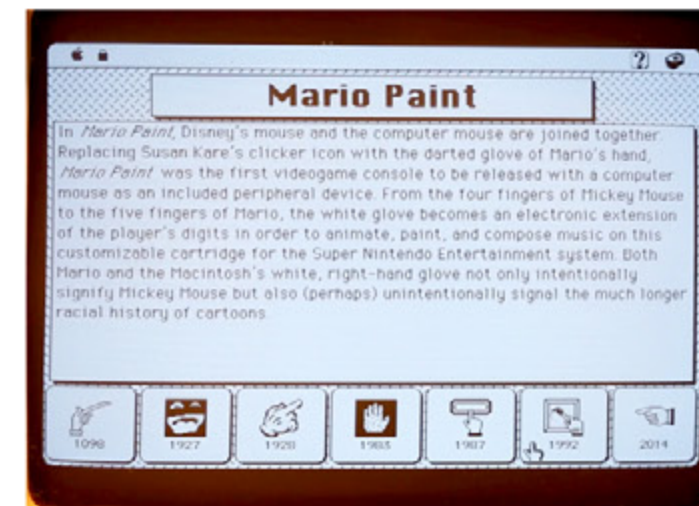 ?
Mario Paint
In Mario Paint, Disney's mouse and the computer mouse are joined together.
Replacing Susan Kare's clicker icon with the darted glove of Mario's hand,
Mario Paint was the first videogame console to be released with a computer
mouse as an included peripheral device. From the four fingers of Mickey Mouse
to the five fingers of Mario, the white glove becomes an electronic extension
of the player's digits in order to animate, paint, and compose music on this
customizable cartridge for the Super Nintendo Entertainment system. Both
Mario and the Macintosh's white, right-hand glove not only intentionally
signify Mickey Mouse but also (perhaps) unintentionally signal the much longer
racial history of cartoons.
1098 1927 1928 1983 1987 1992 2014